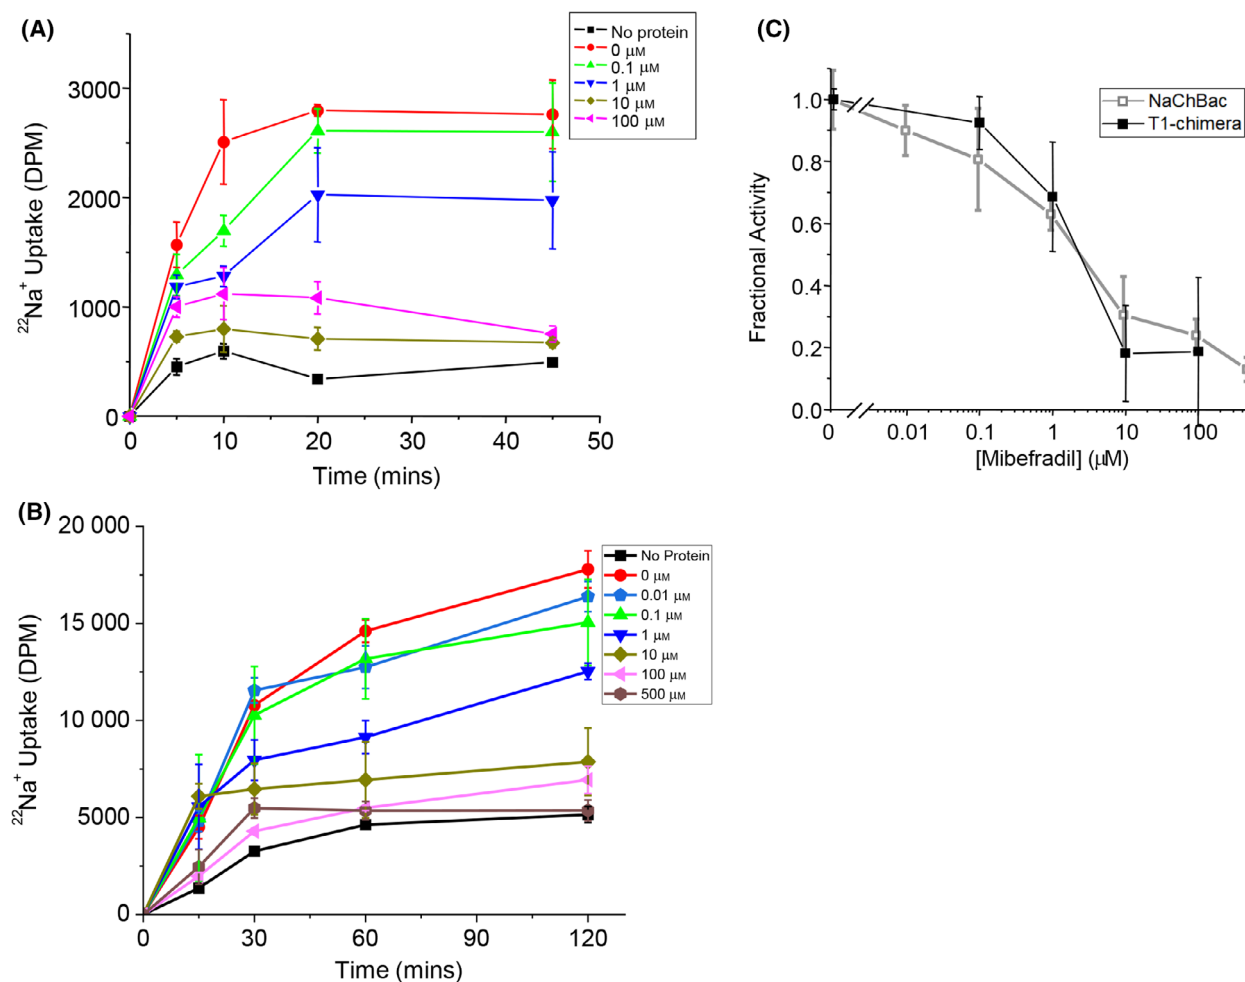 (A)
No protein
0 µM
0.1 µM
1 µM
10 µM
100 µM
3000
2000
1000
0
²²Na⁺ Uptake (DPM)
0 10 20 30 40 50
Time (mins)
(B)
20 000
15 000
10 000
5000
0
²²Na⁺ Uptake (DPM)
No Protein
0 µM
0.01 µM
0.1 µM
1 µM
10 µM
100 µM
500 µM
0 30 60 90 120
Time (mins)
(C)
NaChBac
T1-chimera
1.0
0.8
0.6
0.4
0.2
0.0
Fractional Activity
0 0.01 0.1 1 10 100
[Mibefradil] (µM)